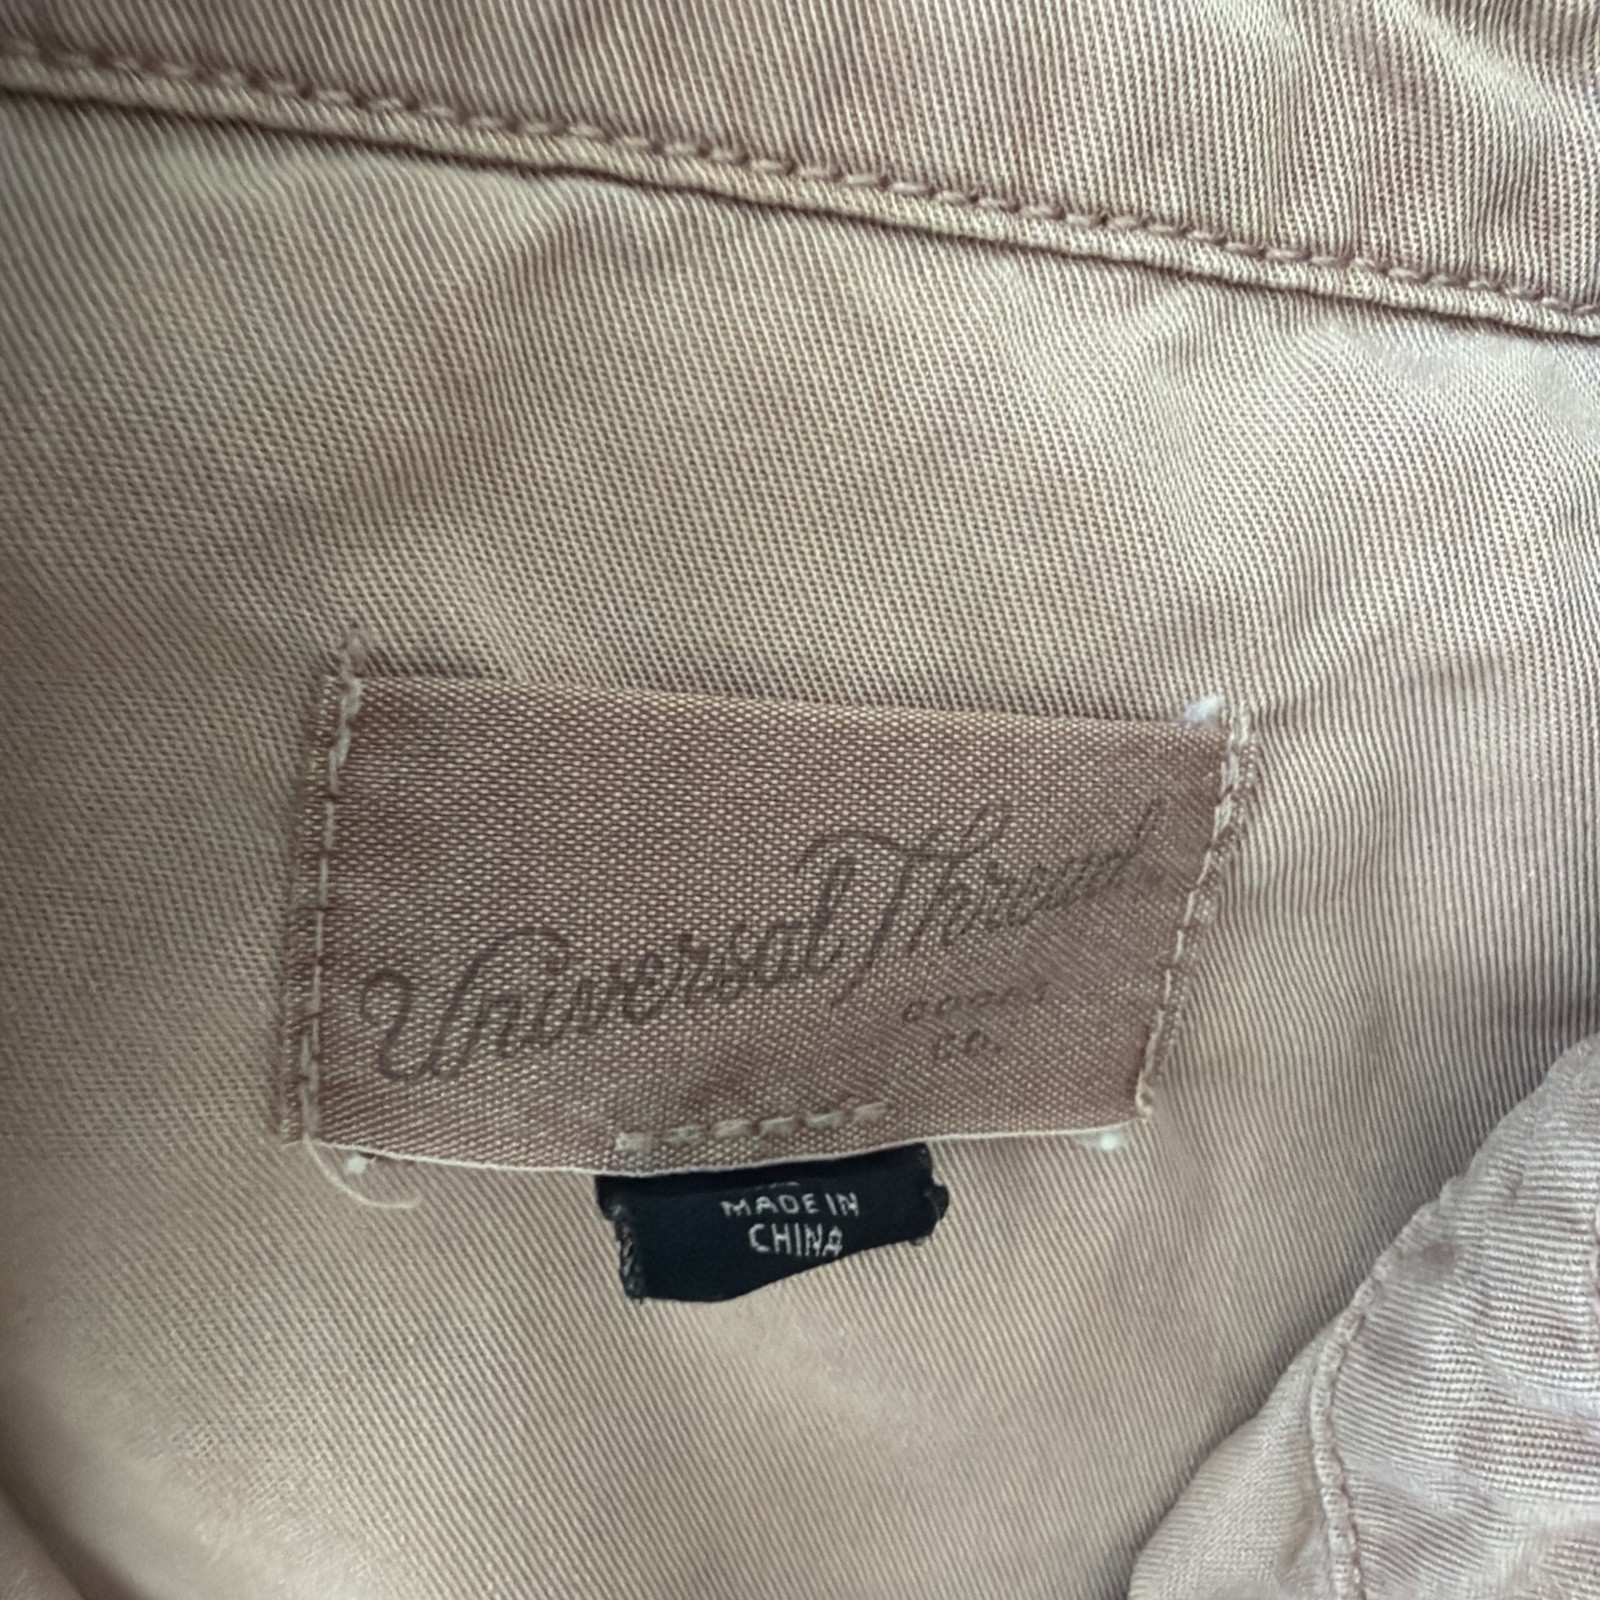 Universal Thread
GOODS
CO.
MADE IN
CHINA